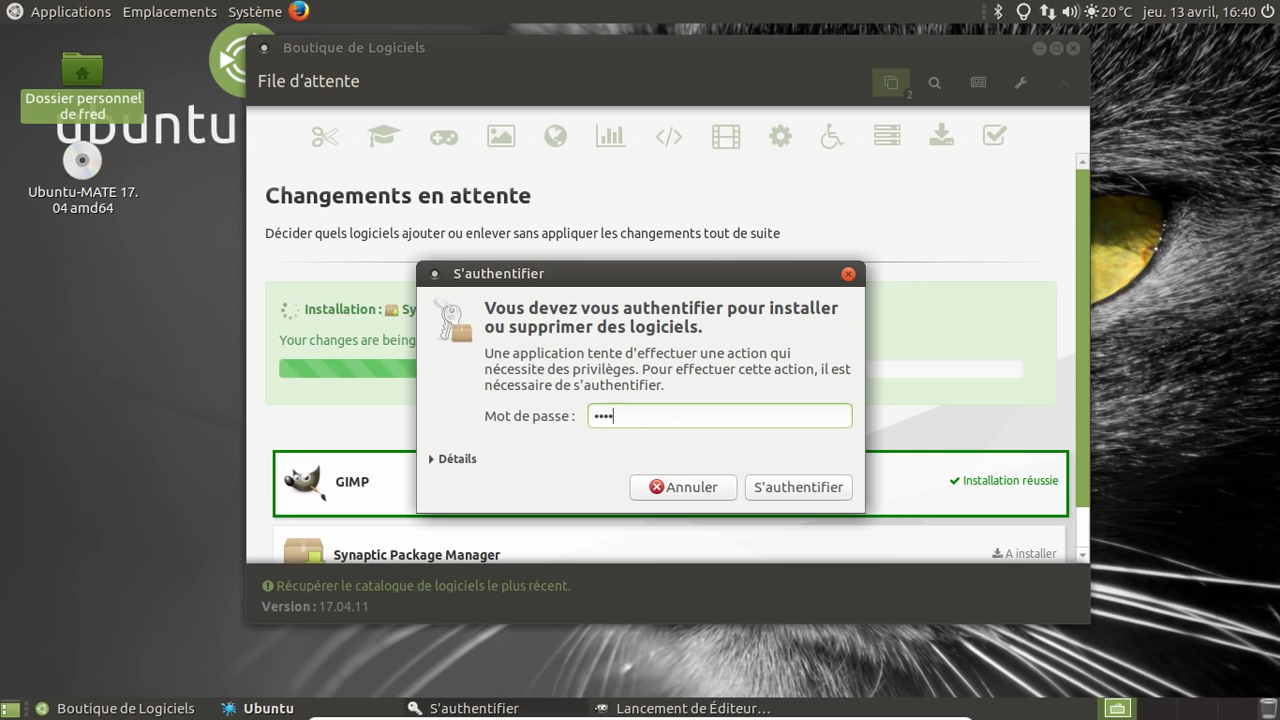 Applications Emplacements Système
20 °C jeu. 13 avril, 16:40
Dossier personnel
de fred
ubuntu
Ubuntu-MATE 17.
04 amd64
Boutique de Logiciels
File d‘attente
2
Changements en attente
Décider quels logiciels ajouter ou enlever sans appliquer les changements tout de suite
Installation : Sy
Your changes are being
S'authentifier
Vous devez vous authentifier pour installer
ou supprimer des logiciels.
Une application tente d'effectuer une action qui
nécessite des privilèges. Pour effectuer cette action, il est
nécessaire de s'authentifier.
Mot de passe : ••••
Détails
Annuler S'authentifier
GIMP
Installation réussie
Synaptic Package Manager
A installer
Récupérer le catalogue de logiciels le plus récent.
Version : 17.04.11
Boutique de Logiciels Ubuntu S'authentifier Lancement de Éditeur…